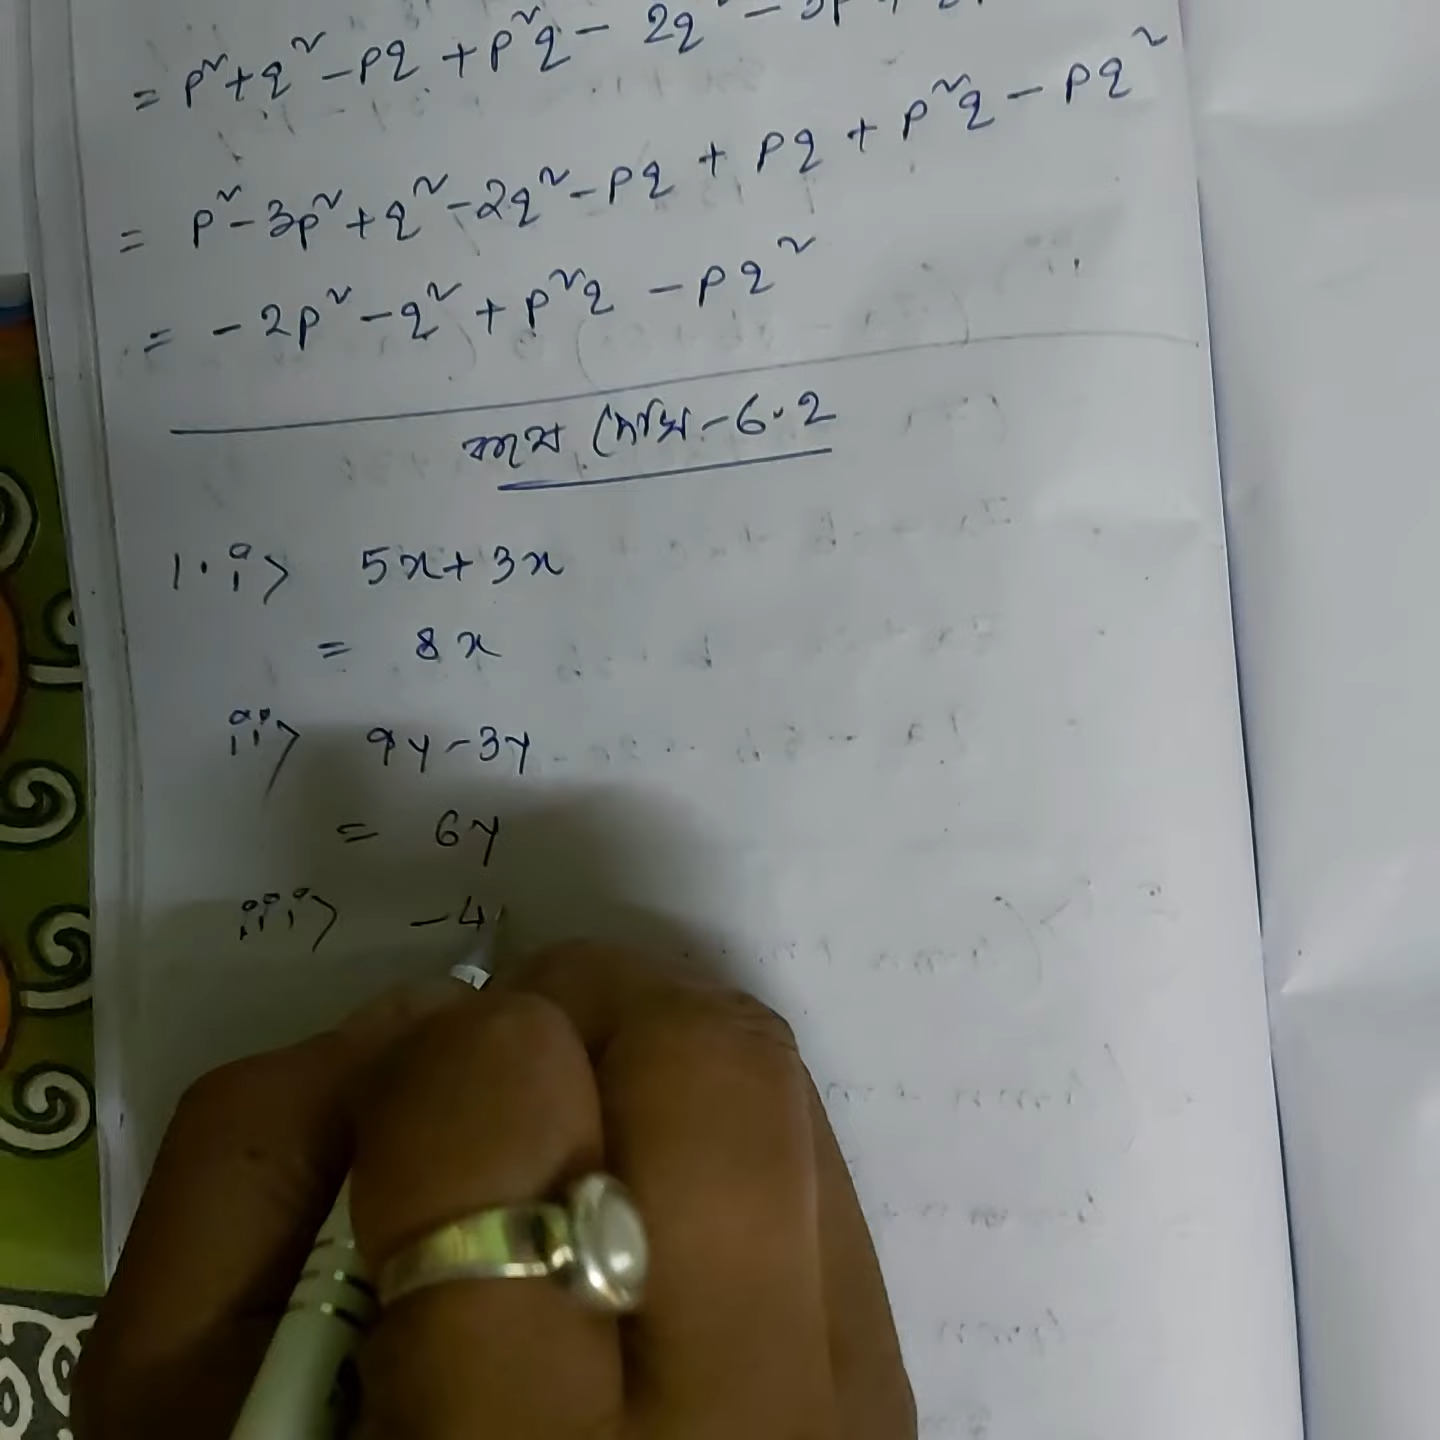 = p² + q² - pq + p²q - 2q² - 3p
= p² - 3p² + q² - 2q² - pq + pq + p²q - pq²
= - 2p² - q² + p²q - pq²
কষে দেখি - 6.2
1. i> 5x + 3x
= 8x
ii> 9y - 3y
= 6y
iii> - 4